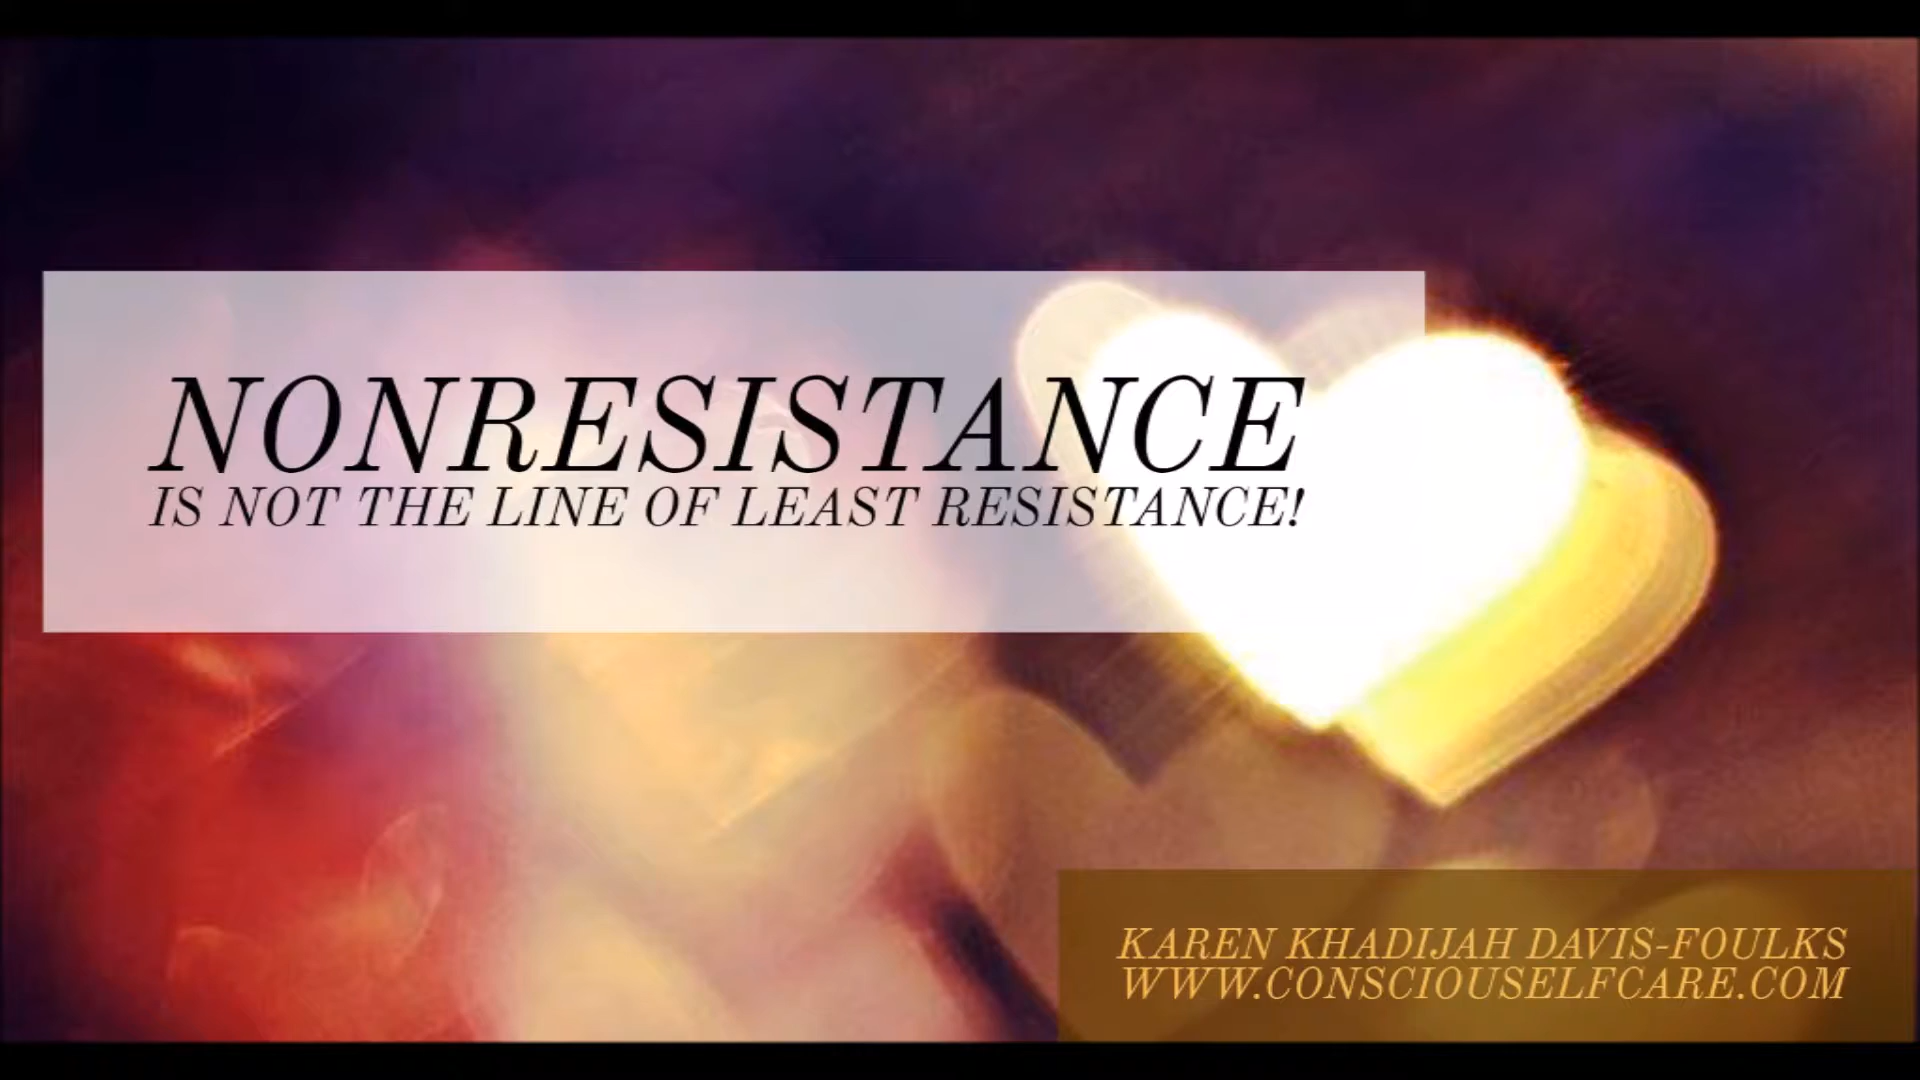 NONRESISTANCE
IS NOT THE LINE OF LEAST RESISTANCE!
KAREN KHADIJAH DAVIS-FOULKS
WWW.CONSCIOUSELFCARE.COM